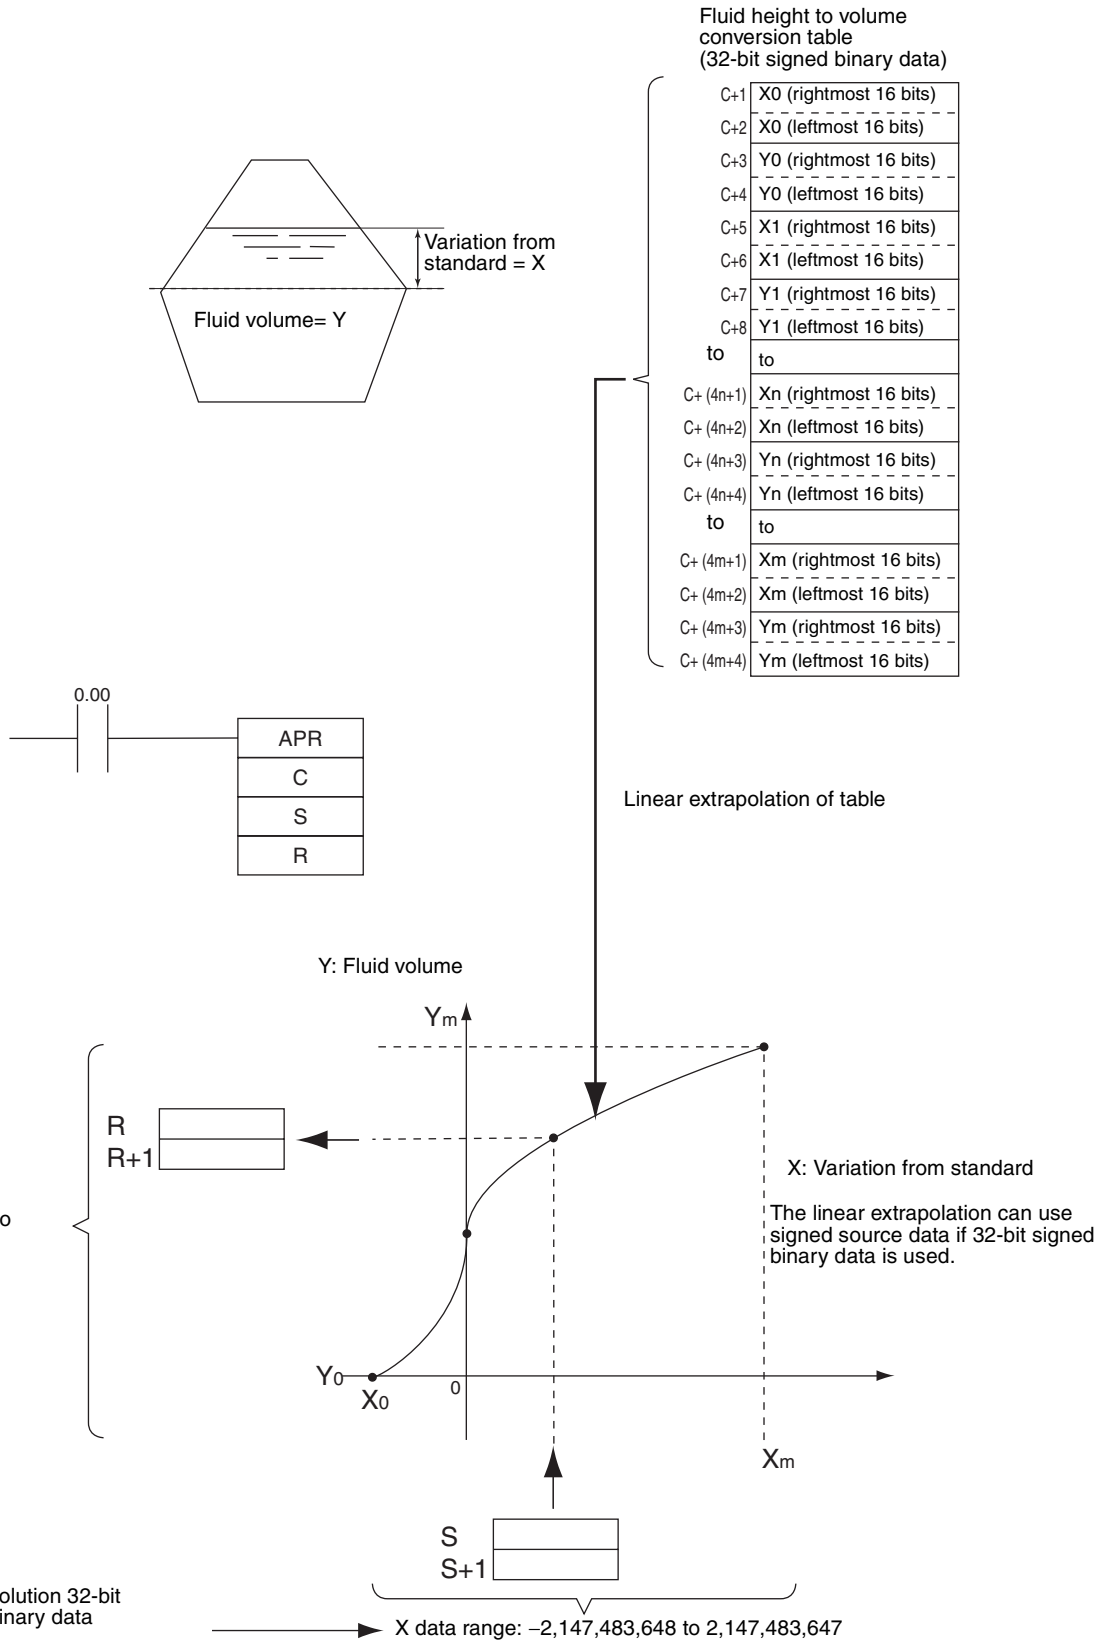 Fluid height to volume
conversion table
(32-bit signed binary data)
C+1 X0 (rightmost 16 bits)
C+2 X0 (leftmost 16 bits)
C+3 Y0 (rightmost 16 bits)
C+4 Y0 (leftmost 16 bits)
C+5 X1 (rightmost 16 bits)
C+6 X1 (leftmost 16 bits)
C+7 Y1 (rightmost 16 bits)
C+8 Y1 (leftmost 16 bits)
to to
C+ (4n+1) Xn (rightmost 16 bits)
C+ (4n+2) Xn (leftmost 16 bits)
C+ (4n+3) Yn (rightmost 16 bits)
C+ (4n+4) Yn (leftmost 16 bits)
to to
C+ (4m+1) Xm (rightmost 16 bits)
C+ (4m+2) Xm (leftmost 16 bits)
C+ (4m+3) Ym (rightmost 16 bits)
C+ (4m+4) Ym (leftmost 16 bits)
Variation from
standard = X
Fluid volume= Y
0.00
APR
C
S
R
Linear extrapolation of table
Y: Fluid volume
Ym
R
R+1
X: Variation from standard
The linear extrapolation can use
signed source data if 32-bit signed
binary data is used.
o
Y0
X0
0
Xm
S
S+1
olution 32-bit
inary data
X data range: −2,147,483,648 to 2,147,483,647